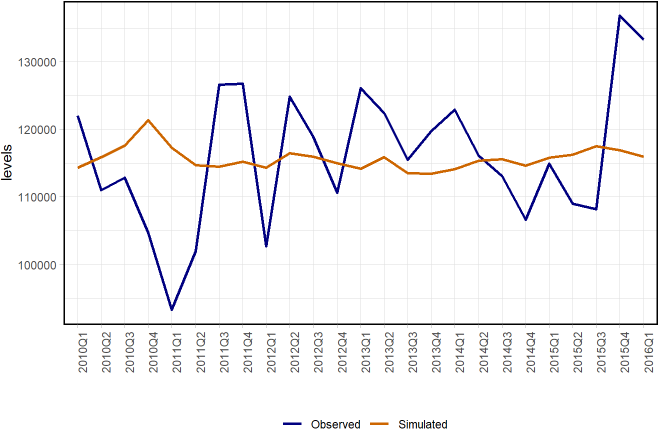 levels
130000
120000
110000
100000
2010Q1
2010Q2
2010Q3
2010Q4
2011Q1
2011Q2
2011Q3
2011Q4
2012Q1
2012Q2
2012Q3
2012Q4
2013Q1
2013Q2
2013Q3
2013Q4
2014Q1
2014Q2
2014Q3
2014Q4
2015Q1
2015Q2
2015Q3
2015Q4
2016Q1
Observed Simulated